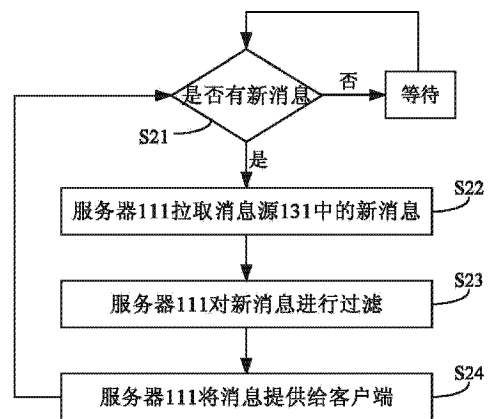 是否有新消息
否
等待
S21
是
S22
服务器111拉取消息源131中的新消息
S23
服务器111对新消息进行过滤
S24
服务器111将消息提供给客户端